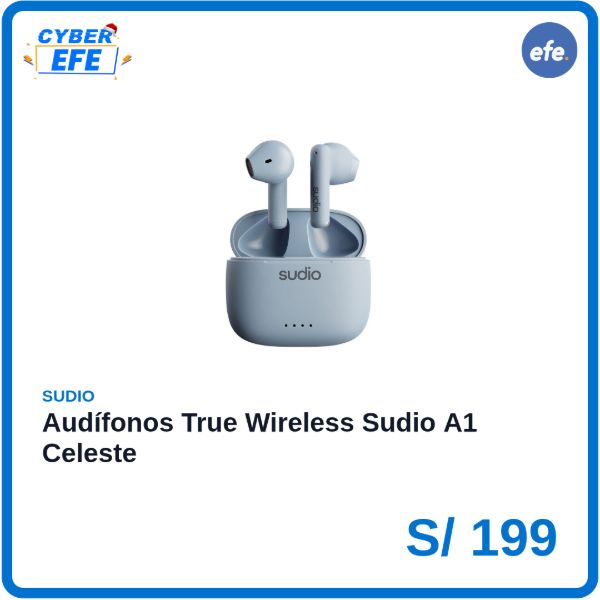 CYBER
EFE
efe.
sudio
sudio
SUDIO
Audífonos True Wireless Sudio A1
Celeste
S/ 199